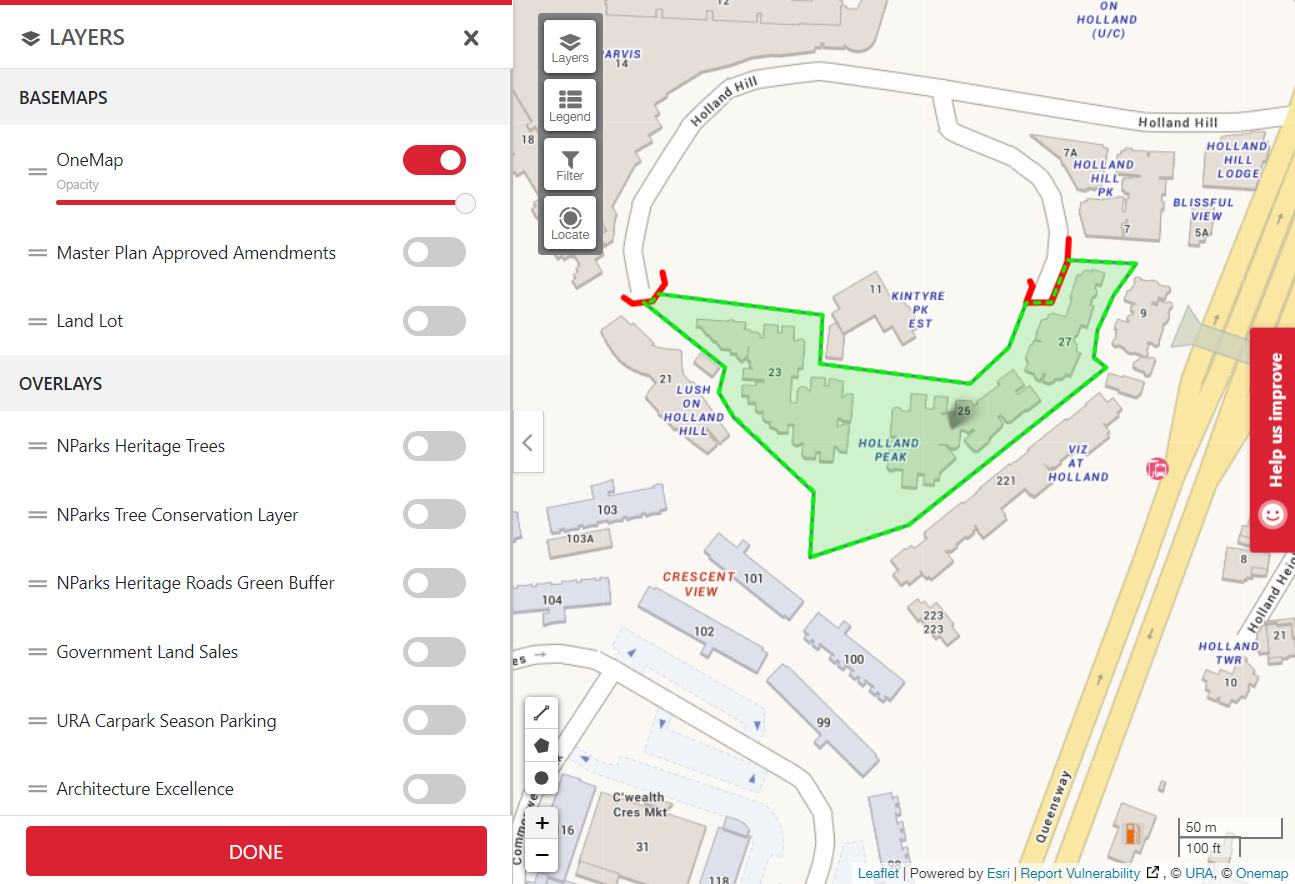 LAYERS
BASEMAPS
OneMap
Opacity
Master Plan Approved Amendments
Land Lot
OVERLAYS
NParks Heritage Trees
NParks Tree Conservation Layer
NParks Heritage Roads Green Buffer
Government Land Sales
URA Carpark Season Parking
Architecture Excellence
DONE
Layers
Legend
Filter
Locate
ON
HOLLAND
(U/C)
12
PARVIS
14
18
Holland Hill
Holland Hill
7A
HOLLAND
HILL
PK
7
HOLLAND
HILL
LODGE
BLISSFUL
VIEW
5A
11
KINTYRE
PK
EST
9
27
23
21
LUSH
ON
HOLLAND
HILL
25
HOLLAND
PEAK
VIZ
AT
HOLLAND
221
Help us improve
103
103A
104
CRESCENT
VIEW
101
102
100
99
223
223
8
Holland Heig
21
HOLLAND
TWR
10
es
C'wealth
Cres Mkt
31
16
118
98
Commonwe
Queensway
+
−
50 m
100 ft
Leaflet | Powered by Esri | Report Vulnerability , © URA, © Onemap